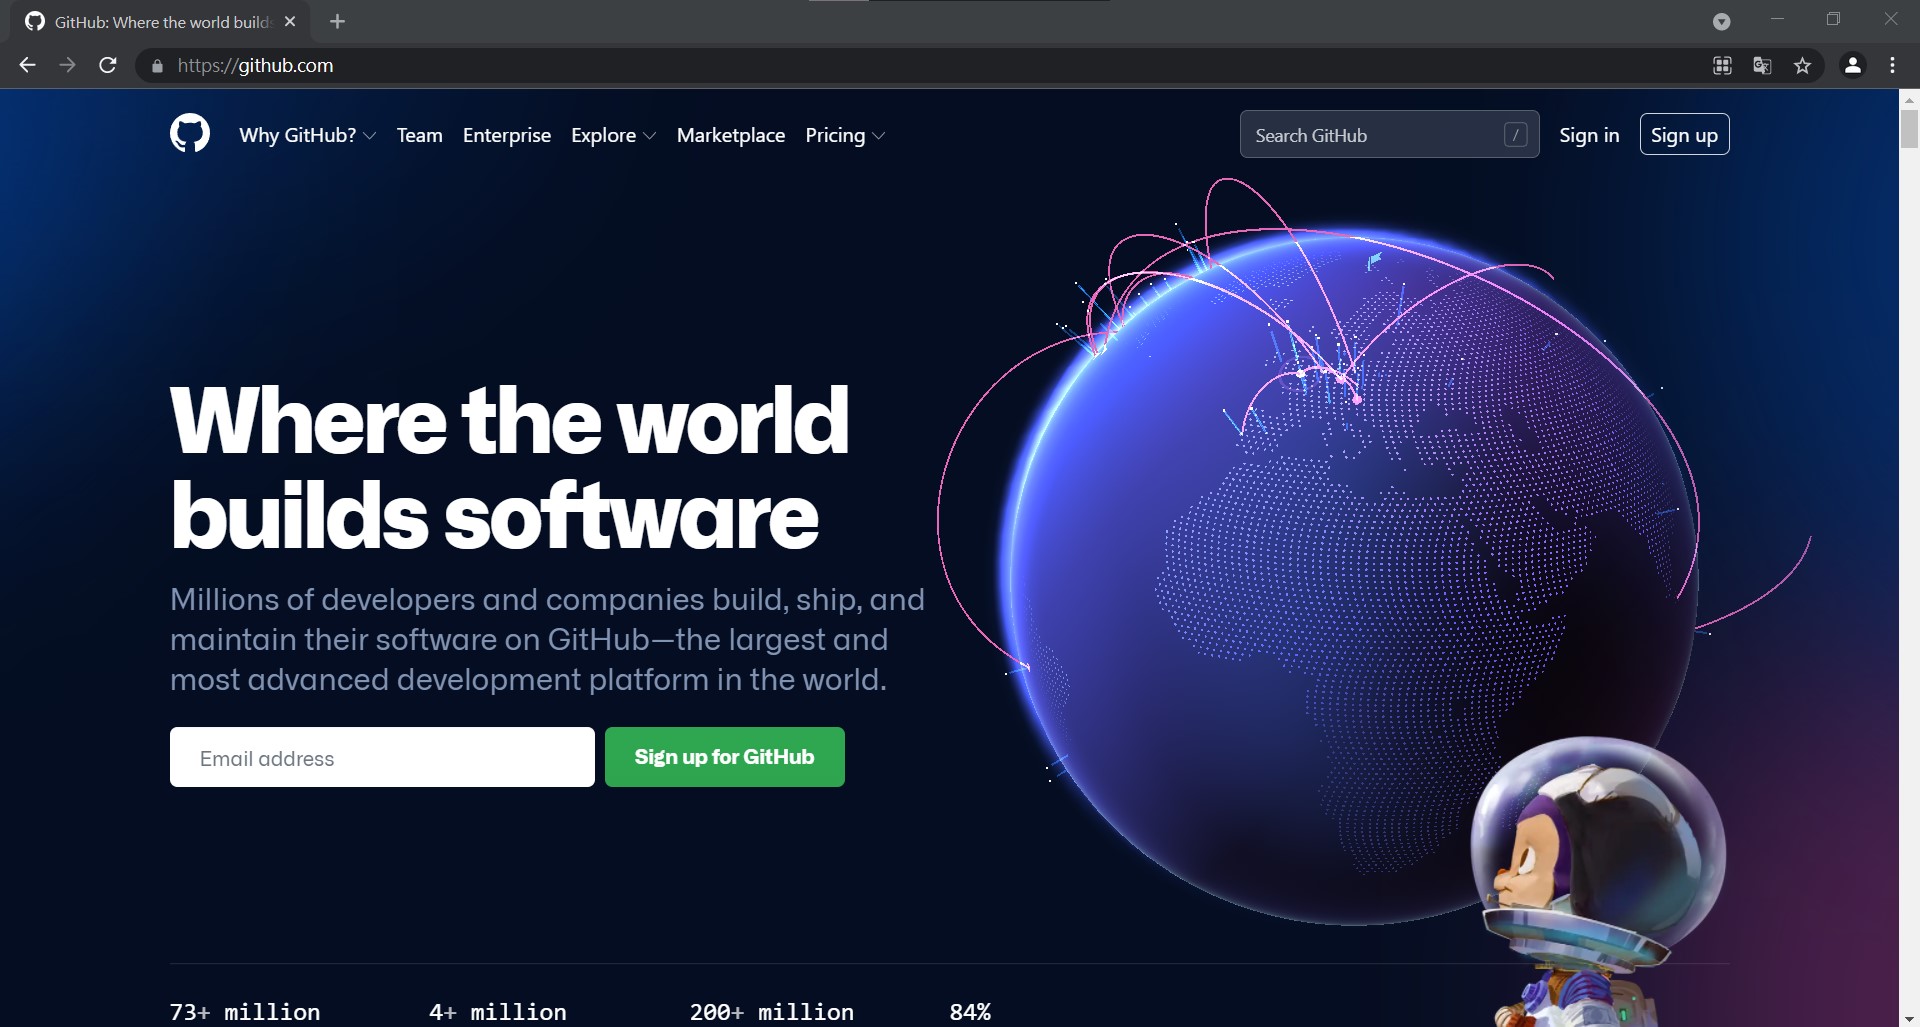 GitHub: Where the world builds
https://github.com
Why GitHub? Team Enterprise Explore Marketplace Pricing Search GitHub / Sign in Sign up
Where the world
builds software
Millions of developers and companies build, ship, and
maintain their software on GitHub—the largest and
most advanced development platform in the world.
Email address Sign up for GitHub
73+ million 4+ million 200+ million 84%